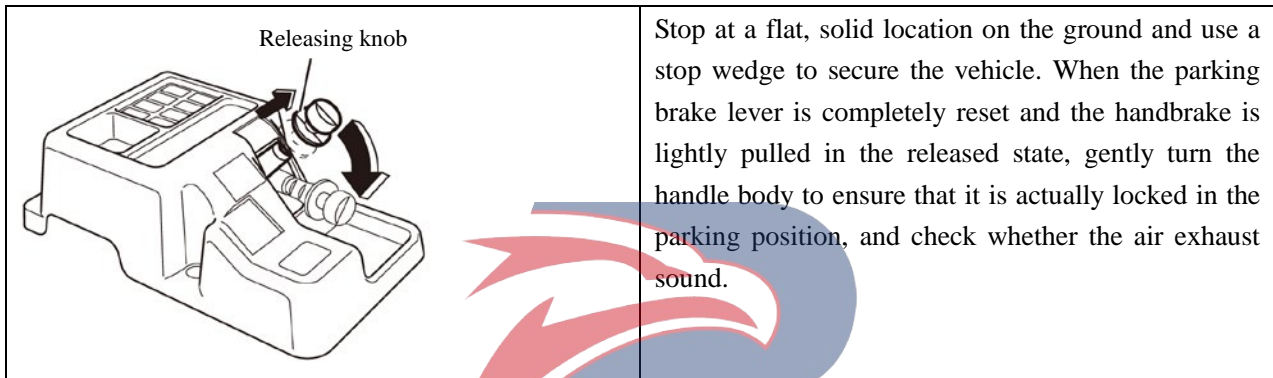 Releasing knob
Stop at a flat, solid location on the ground and use a
stop wedge to secure the vehicle. When the parking
brake lever is completely reset and the handbrake is
lightly pulled in the released state, gently turn the
handle body to ensure that it is actually locked in the
parking position, and check whether the air exhaust
sound.